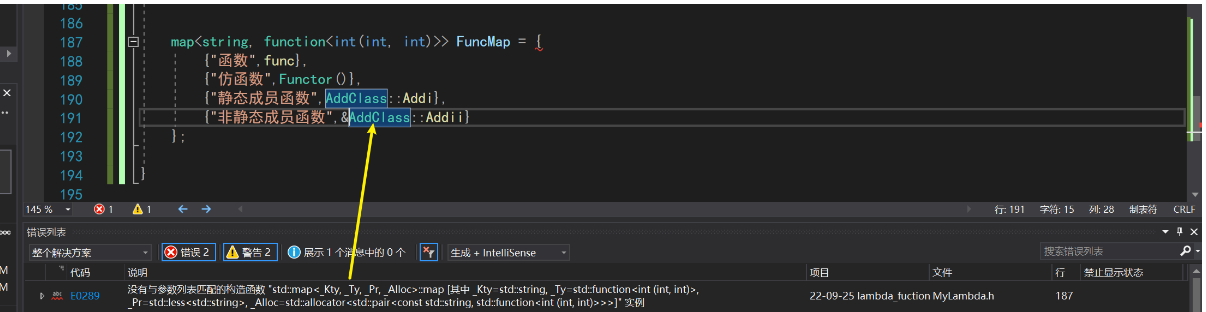 185
186
187 map<string, function<int(int, int)>> FuncMap = {
188 {"函数",func},
189 {"仿函数",Functor()},
190 {"静态成员函数",AddClass::Addi},
191 {"非静态成员函数",&AddClass::Addii}
192 };
193
194 }
195
145 % 1 1 行: 191 字符: 15 列: 28 制表符 CRLF
错误列表
整个解决方案 错误 2 警告 2 展示 1 个消息中的 0 个 生成 + IntelliSense 搜索错误列表
代码 说明 项目 文件 行 禁止显示状态
E0289 没有与参数列表匹配的构造函数 "std::map<_Kty, _Ty, _Pr, _Alloc>::map [其中 _Kty=std::string, _Ty=std::function<int (int, int)>, 22-09-25 lambda_fuction MyLambda.h 187
_Pr=std::less<std::string>, _Alloc=std::allocator<std::pair<const std::string, std::function<int (int, int)>>>]" 实例